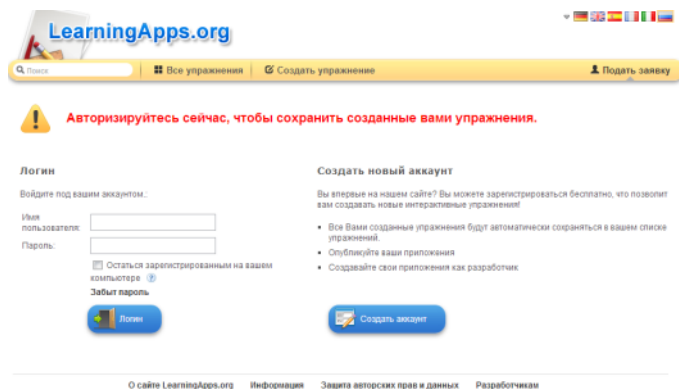 LearningApps.org
Поиск
Все упражнения
Создать упражнение
Подать заявку
Авторизируйтесь сейчас, чтобы сохранить созданные вами упражнения.
Логин
Войдите под вашим аккаунтом.:
Имя
пользователя:
Пароль:
Остаться зарегистрированным на вашем
компьютере ?
Забыт пароль
Логин
Создать новый аккаунт
Вы впервые на нашем сайте? Вы можете зарегистрироваться бесплатно, что позволит
вам создавать новые интерактивные упражнения!
Все Вами созданные упражнения будут автоматически сохраняться в вашем списке
упражнений.
Опубликуйте ваши приложения
Создавайте свои приложения как разработчик
Создать аккаунт
О сайте LearningApps.org Информация Защита авторских прав и данных Разработчикам